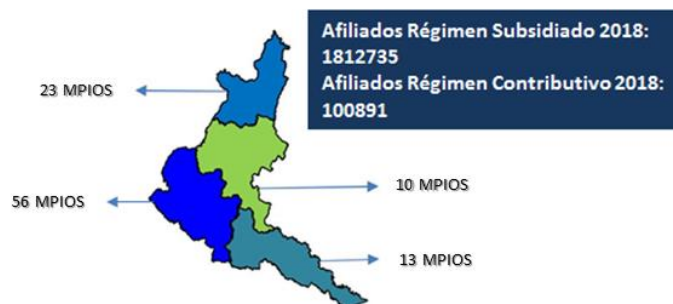 Afiliados Régimen Subsidiado 2018:
1812735
Afiliados Régimen Contributivo 2018:
100891
23 MPIOS
10 MPIOS
56 MPIOS
13 MPIOS